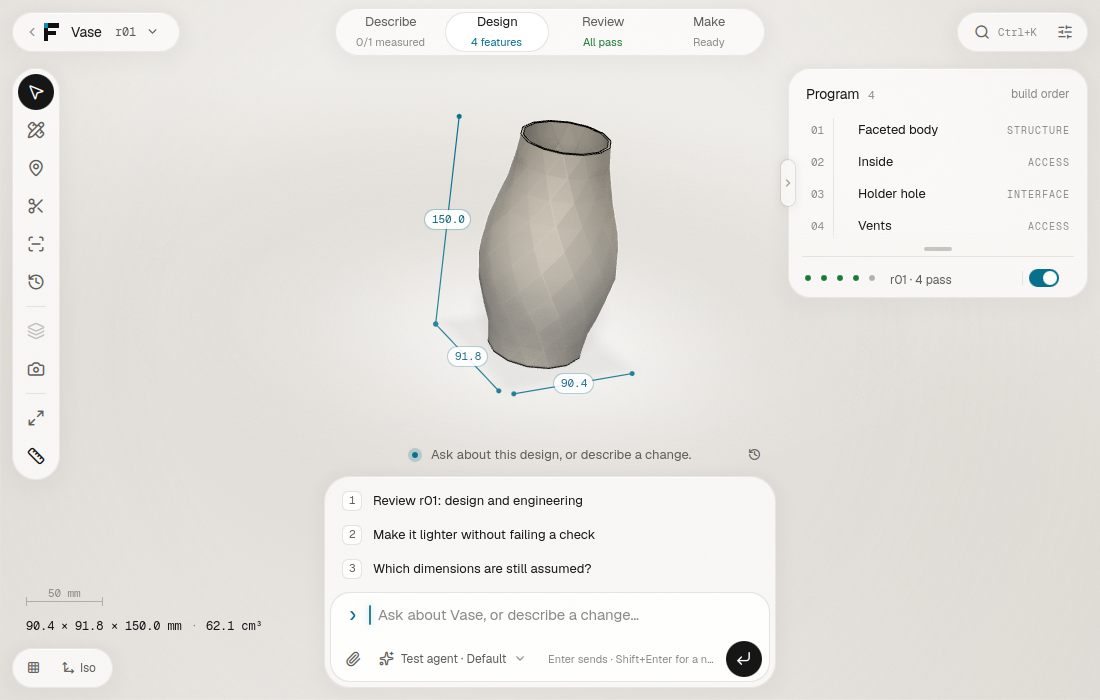 Vase r01
Describe
0/1 measured
Design
4 features
Review
All pass
Make
Ready
Ctrl+K
Program 4 build order
01 Faceted body STRUCTURE
02 Inside ACCESS
03 Holder hole INTERFACE
04 Vents ACCESS
r01 · 4 pass
150.0
91.8
90.4
Ask about this design, or describe a change.
1 Review r01: design and engineering
2 Make it lighter without failing a check
3 Which dimensions are still assumed?
› Ask about Vase, or describe a change…
Test agent · Default Enter sends · Shift+Enter for a n…
50 mm
90.4 × 91.8 × 150.0 mm · 62.1 cm³
Iso